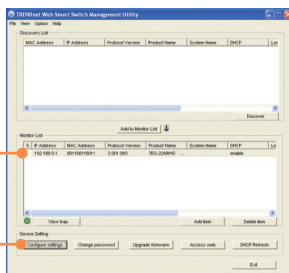 TRENDnet Web Smart Switch Management Utility
File View Option Help
Discovery List
MAC Address IP Address Protocol Version Product Name System Name DHCP Loc
Discover
Add to Monitor List
Monitor List
S IP Address MAC Address Protocol Version Product Name System Name DHCP Lo
192.168.0.1 001100110011 2.001.003 TEG-2248WS ... enable
View trap Add item Delete item
Device Setting
Configure settings Change password Upgrade firmware Access web DHCP Refresh
Exit